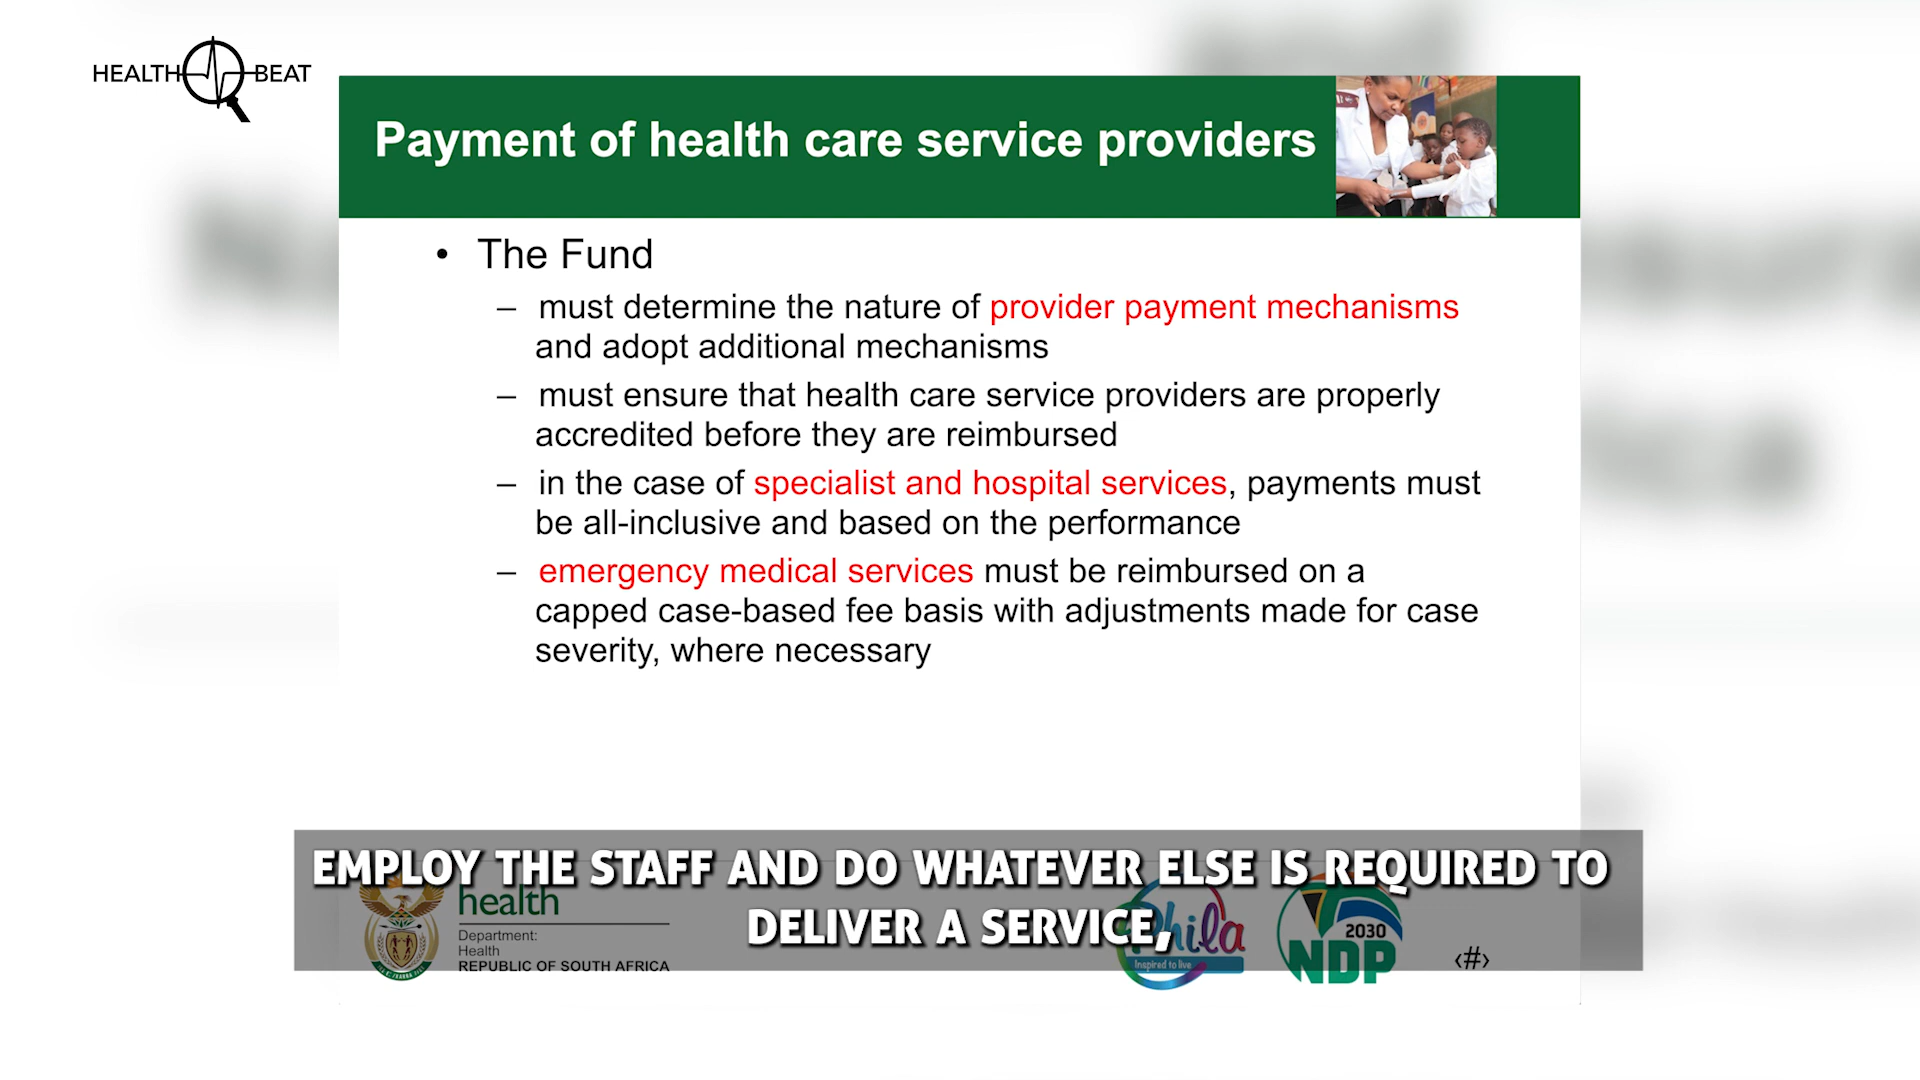 HEALTH BEAT
Payment of health care service providers
• The Fund
– must determine the nature of provider payment mechanisms
and adopt additional mechanisms
– must ensure that health care service providers are properly
accredited before they are reimbursed
– in the case of specialist and hospital services, payments must
be all-inclusive and based on the performance
– emergency medical services must be reimbursed on a
capped case-based fee basis with adjustments made for case
severity, where necessary
EMPLOY THE STAFF AND DO WHATEVER ELSE IS REQUIRED TO
DELIVER A SERVICE,
health
Department:
Health
REPUBLIC OF SOUTH AFRICA
Phila
Inspired to live
2030
NDP
‹#›